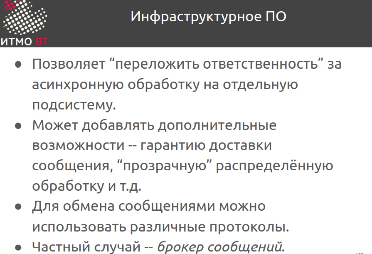 Инфраструктурное ПО
ИТМО ВТ
● Позволяет “переложить ответственность” за
асинхронную обработку на отдельную
подсистему.
● Может добавлять дополнительные
возможности -- гарантию доставки
сообщения, “прозрачную” распределённую
обработку и т.д.
● Для обмена сообщениями можно
использовать различные протоколы.
● Частный случай -- брокер сообщений.